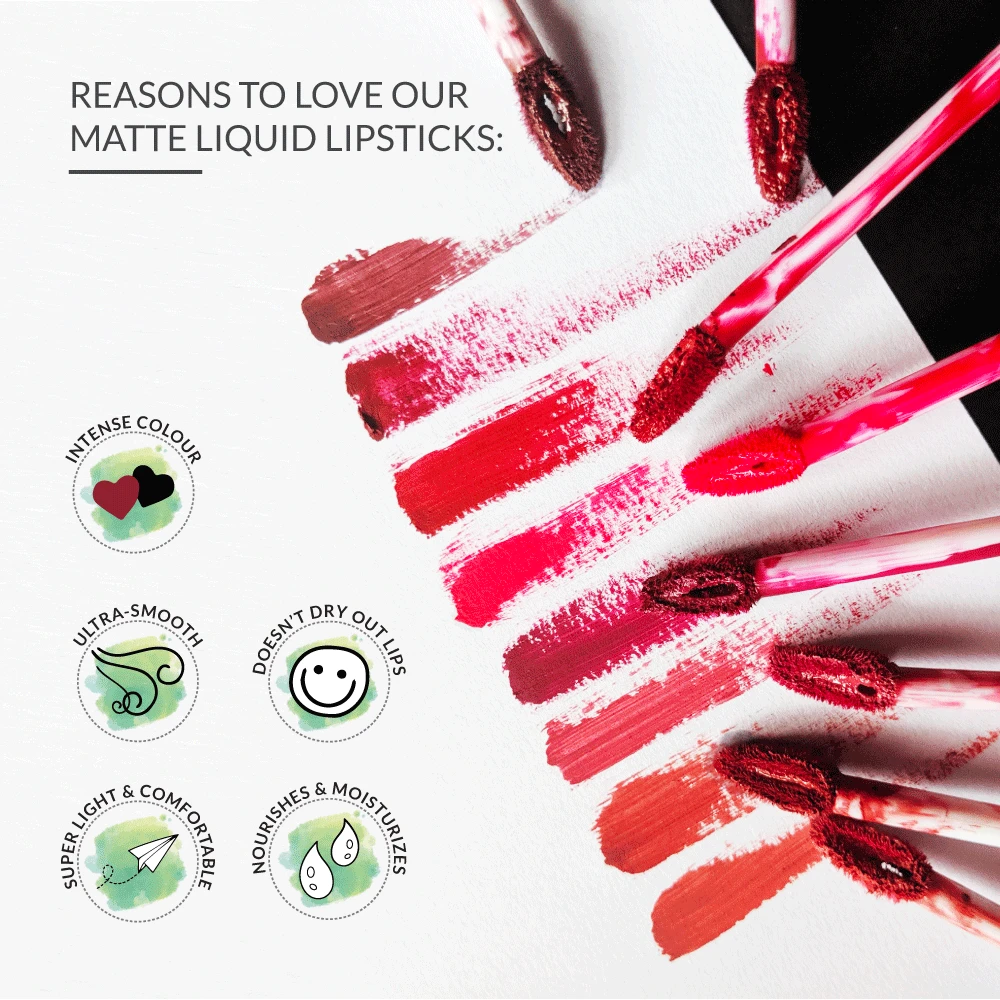 REASONS TO LOVE OUR
MATTE LIQUID LIPSTICKS:
INTENSE COLOUR
ULTRA-SMOOTH
DOESN'T DRY OUT LIPS
SUPER LIGHT & COMFORTABLE
NOURISHES & MOISTURIZES